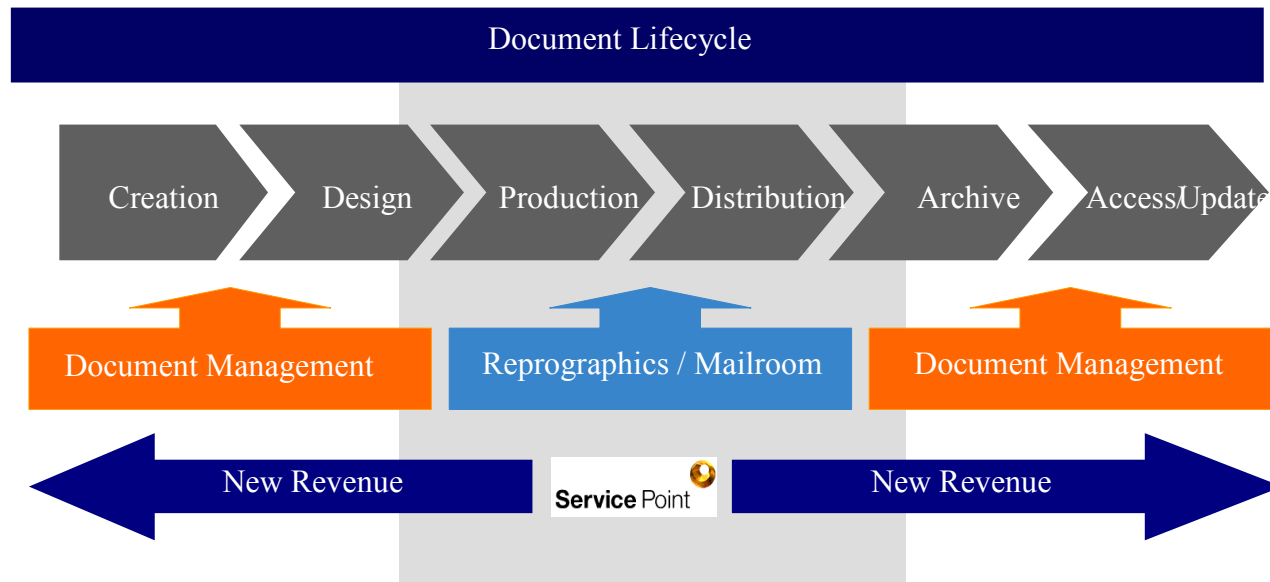 Document Lifecycle
Creation
Design
Production
Distribution
Archive
Access/Update
Document Management
Reprographics / Mailroom
Document Management
New Revenue
Service Point
New Revenue